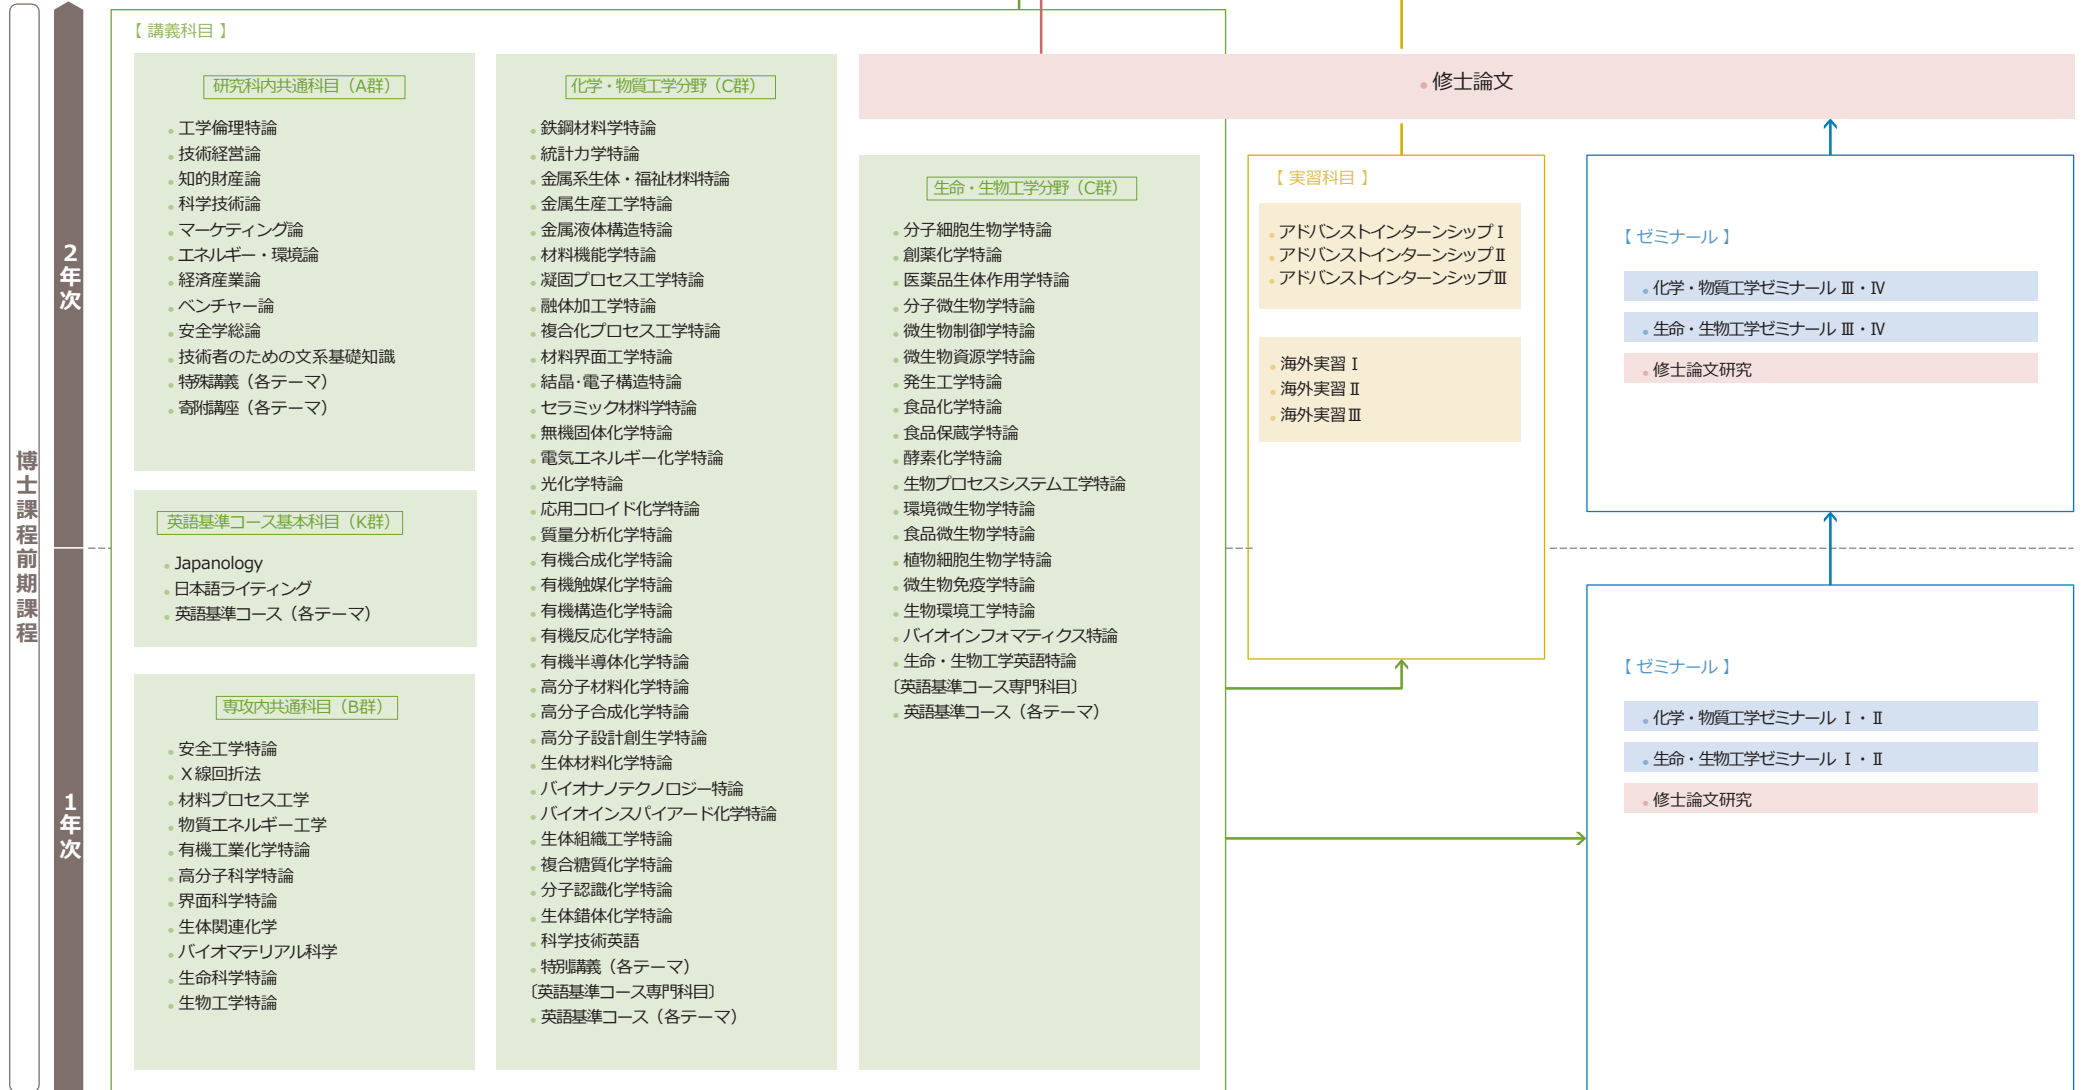 博士課程前期課程
2年次
1年次
【 講義科目 】
研究科内共通科目（A群）
工学倫理特論
技術経営論
知的財産論
科学技術論
マーケティング論
エネルギー・環境論
経済産業論
ベンチャー論
安全学総論
技術者のための文系基礎知識
特殊講義（各テーマ）
寄附講座（各テーマ）
英語基準コース基本科目（K群）
Japanology
日本語ライティング
英語基準コース（各テーマ）
専攻内共通科目（B群）
安全工学特論
X線回折法
材料プロセス工学
物質エネルギー工学
有機工業化学特論
高分子科学特論
界面科学特論
生体関連化学
バイオマテリアル科学
生命科学特論
生物工学特論
化学・物質工学分野（C群）
鉄鋼材料学特論
統計力学特論
金属系生体・福祉材料特論
金属生産工学特論
金属液体構造特論
材料機能学特論
凝固プロセス工学特論
融体加工学特論
複合化プロセス工学特論
材料界面工学特論
結晶・電子構造特論
セラミック材料学特論
無機固体化学特論
電気エネルギー化学特論
光化学特論
応用コロイド化学特論
質量分析化学特論
有機合成化学特論
有機触媒化学特論
有機構造化学特論
有機反応化学特論
有機半導体化学特論
高分子材料化学特論
高分子合成化学特論
高分子設計創生学特論
生体材料化学特論
バイオナノテクノロジー特論
バイオインスパイアード化学特論
生体組織工学特論
複合糖質化学特論
分子認識化学特論
生体錯体化学特論
科学技術英語
特別講義（各テーマ）
〔英語基準コース専門科目〕
英語基準コース（各テーマ）
修士論文
生命・生物工学分野（C群）
分子細胞生物学特論
創薬化学特論
医薬品生体作用学特論
分子微生物学特論
微生物制御学特論
微生物資源学特論
発生工学特論
食品化学特論
食品保蔵学特論
酵素化学特論
生物プロセスシステム工学特論
環境微生物学特論
食品微生物学特論
植物細胞生物学特論
微生物免疫学特論
生物環境工学特論
バイオインフォマティクス特論
生命・生物工学英語特論
〔英語基準コース専門科目〕
英語基準コース（各テーマ）
【 実習科目 】
アドバンストインターンシップⅠ
アドバンストインターンシップⅡ
アドバンストインターンシップⅢ
海外実習Ⅰ
海外実習Ⅱ
海外実習Ⅲ
【 ゼミナール 】
化学・物質工学ゼミナール Ⅲ・Ⅳ
生命・生物工学ゼミナール Ⅲ・Ⅳ
修士論文研究
【 ゼミナール 】
化学・物質工学ゼミナール Ⅰ・Ⅱ
生命・生物工学ゼミナール Ⅰ・Ⅱ
修士論文研究